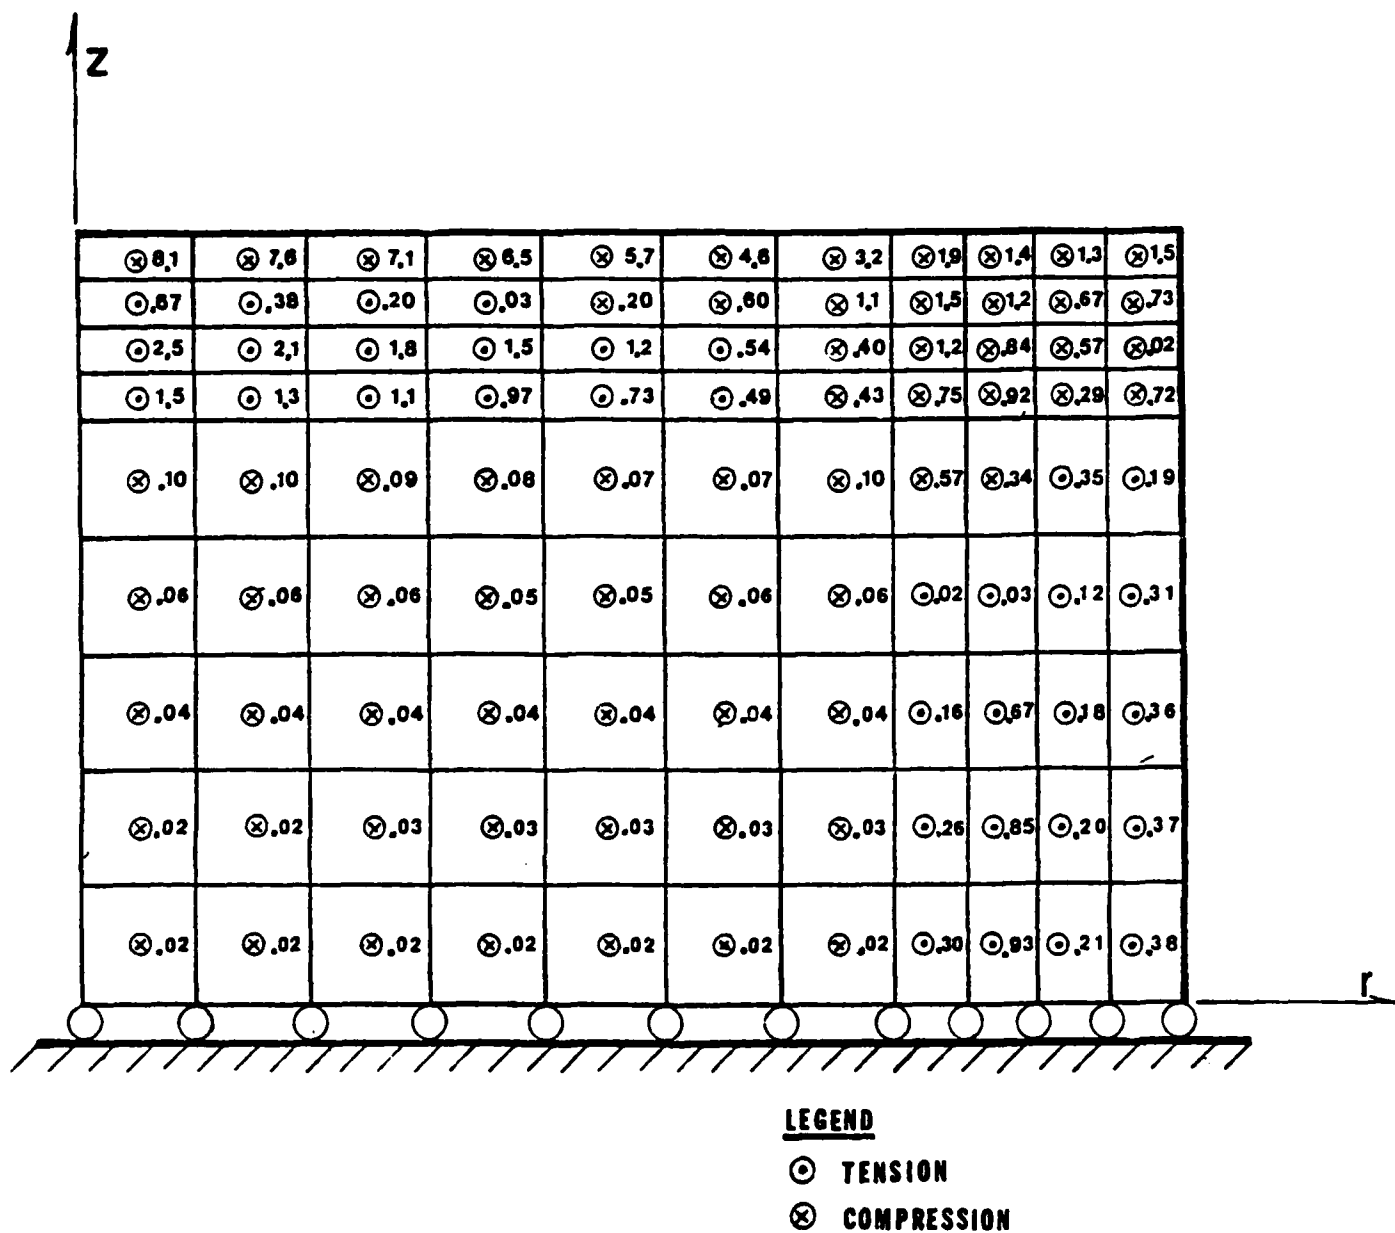 Z
⊗ 8.1 ⊗ 7.6 ⊗ 7.1 ⊗ 6.5 ⊗ 5.7 ⊗ 4.6 ⊗ 3.2 ⊗ 1.9 ⊗ 1.4 ⊗ 1.3 ⊗ 1.5
⊙ .67 ⊙ .38 ⊙ .20 ⊙ .03 ⊗ .20 ⊗ .60 ⊗ 1.1 ⊗ 1.5 ⊗ 1.2 ⊗ .67 ⊗ .73
⊙ 2.5 ⊙ 2.1 ⊙ 1.8 ⊙ 1.5 ⊙ 1.2 ⊙ .54 ⊗ .40 ⊗ 1.2 ⊗ .84 ⊗ .57 ⊗ .02
⊙ 1.5 ⊙ 1.3 ⊙ 1.1 ⊙ .97 ⊙ .73 ⊙ .49 ⊗ .43 ⊗ .75 ⊗ .92 ⊗ .29 ⊗ .72
⊗ .10 ⊗ .10 ⊗ .09 ⊗ .08 ⊗ .07 ⊗ .07 ⊗ .10 ⊗ .57 ⊗ .34 ⊙ .35 ⊙ .19
⊗ .06 ⊗ .06 ⊗ .06 ⊗ .05 ⊗ .05 ⊗ .06 ⊗ .06 ⊙ .02 ⊙ .03 ⊙ .12 ⊙ .31
⊗ .04 ⊗ .04 ⊗ .04 ⊗ .04 ⊗ .04 ⊗ .04 ⊗ .04 ⊙ .16 ⊙ .67 ⊙ .18 ⊙ .36
⊗ .02 ⊗ .02 ⊗ .03 ⊗ .03 ⊗ .03 ⊗ .03 ⊗ .03 ⊙ .26 ⊙ .85 ⊙ .20 ⊙ .37
⊗ .02 ⊗ .02 ⊗ .02 ⊗ .02 ⊗ .02 ⊗ .02 ⊗ .02 ⊙ .30 ⊙ .93 ⊙ .21 ⊙ .38
r
LEGEND
⊙ TENSION
⊗ COMPRESSION